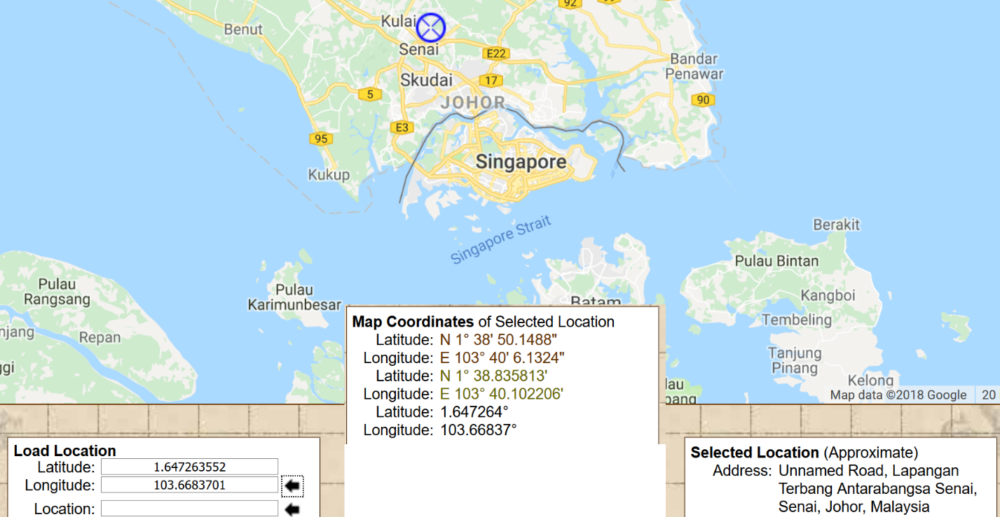 92
Kulai
Benut
Senai
E22
Bandar
Penawar
Skudai
17
5
JOHOR
90
E3
95
Singapore
Kukup
Singapore Strait
Berakit
Pulau Bintan
Pulau
Rangsang
Pulau
Karimunbesar
Kangboi
Batam
Tembeling
njang
Repan
Tanjung
Pinang
ggi
Kelong
lau
pang
Map data ©2018 Google
20
Map Coordinates of Selected Location
Latitude: N 1° 38' 50.1488"
Longitude: E 103° 40' 6.1324"
Latitude: N 1° 38.835813'
Longitude: E 103° 40.102206'
Latitude: 1.647264°
Longitude: 103.66837°
Load Location
Latitude: 1.647263552
Longitude: 103.6683701
Location:
Selected Location (Approximate)
Address: Unnamed Road, Lapangan
Terbang Antarabangsa Senai,
Senai, Johor, Malaysia